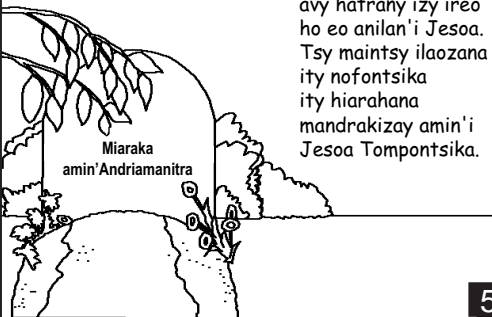 avy hatrany izy ireo
ho eo anilan'i Jesoa.
Tsy maintsy ilaozana
ity nofontsika
ity hiarahana
mandrakizay amin'i
Jesoa Tompontsika.
Miaraka
amin'Andriamanitra
5